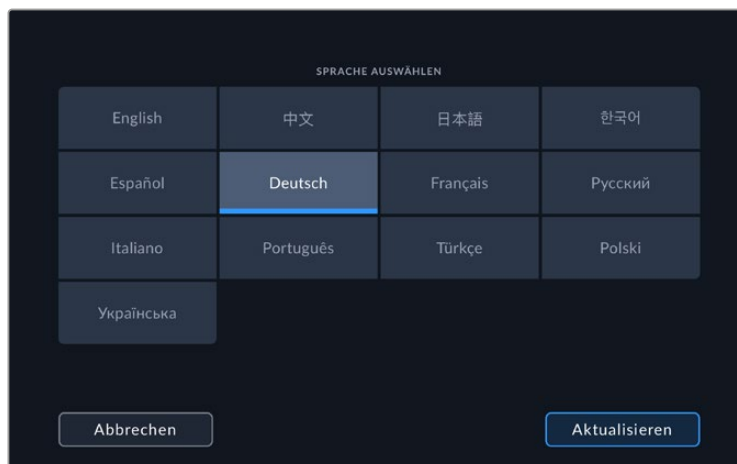 SPRACHE AUSWÄHLEN
English 中文 日本語 한국어
Español Deutsch Français Русский
Italiano Português Türkçe Polski
Українська
Abbrechen Aktualisieren